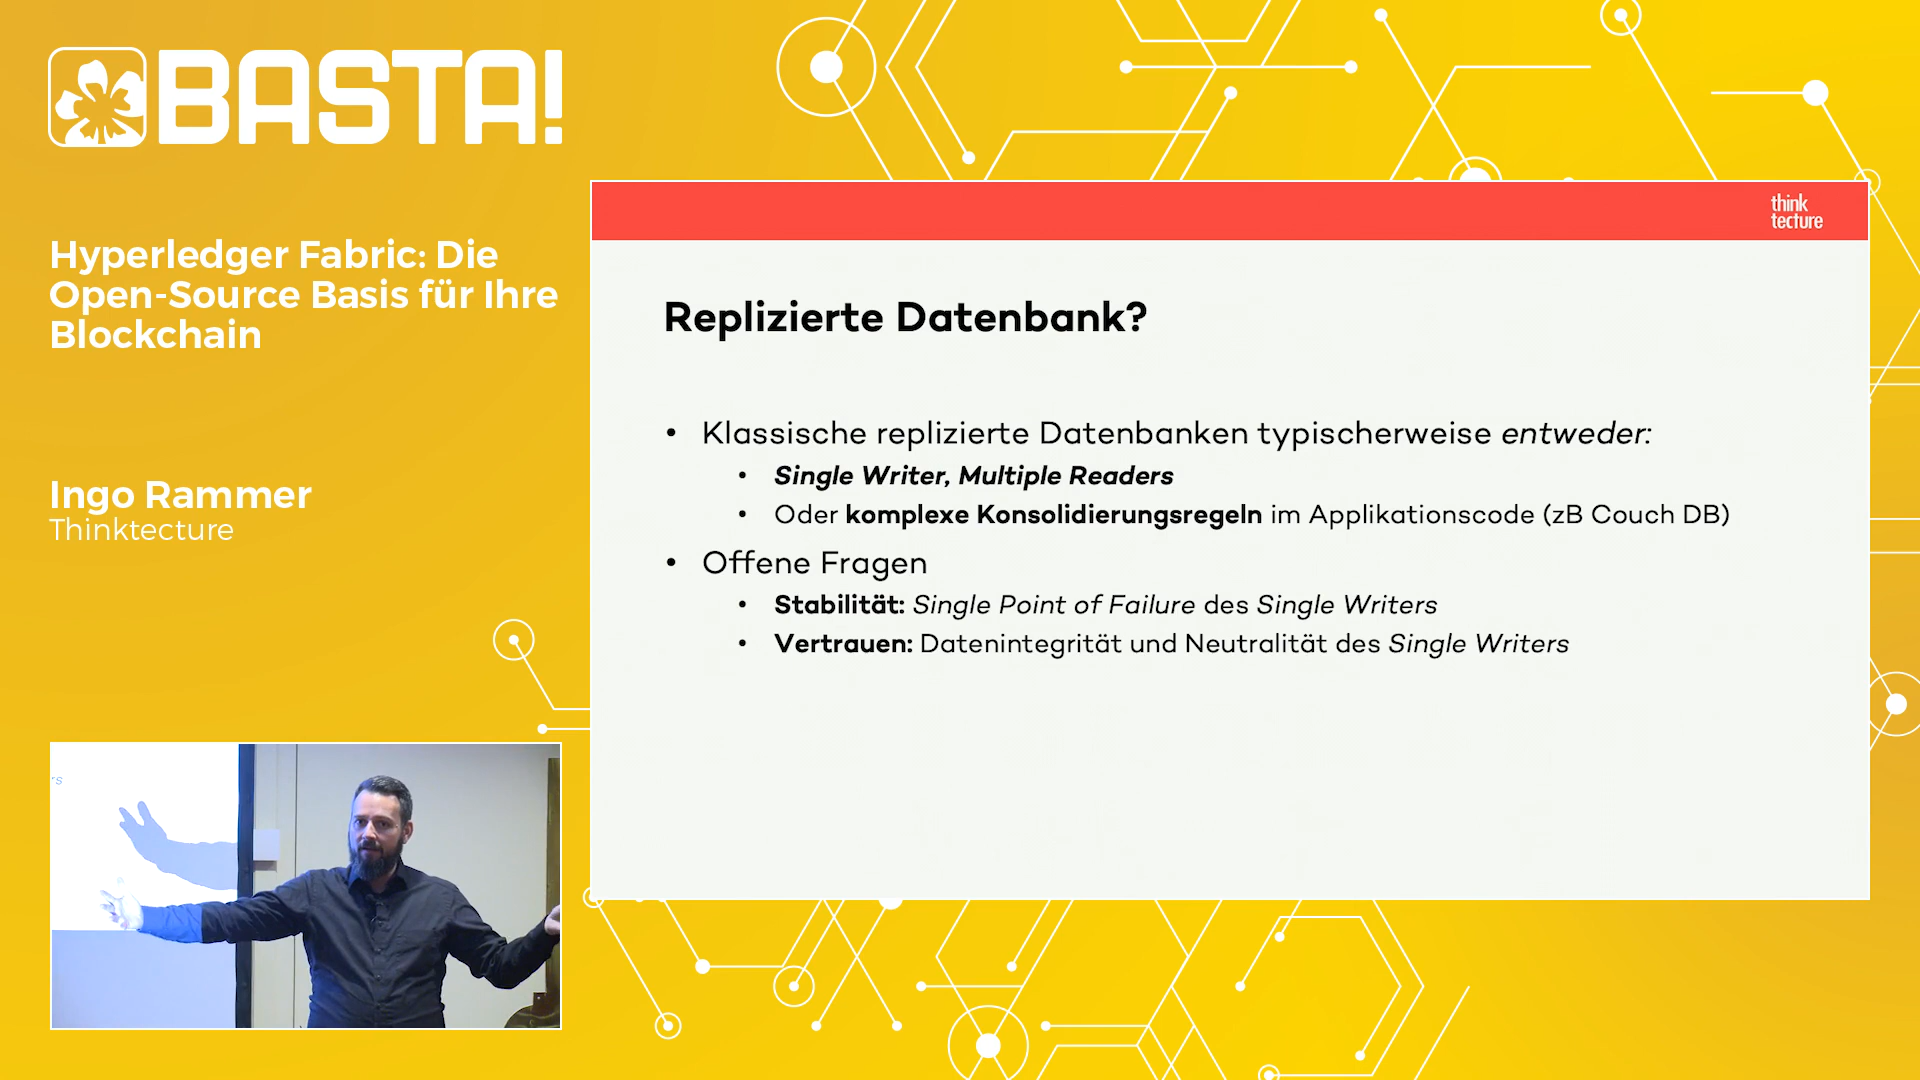 BASTA!
Hyperledger Fabric: Die
Open-Source Basis für Ihre
Blockchain
Ingo Rammer
Thinktecture
think
tecture
Replizierte Datenbank?
• Klassische replizierte Datenbanken typischerweise entweder:
• Single Writer, Multiple Readers
• Oder komplexe Konsolidierungsregeln im Applikationscode (zB Couch DB)
• Offene Fragen
• Stabilität: Single Point of Failure des Single Writers
• Vertrauen: Datenintegrität und Neutralität des Single Writers